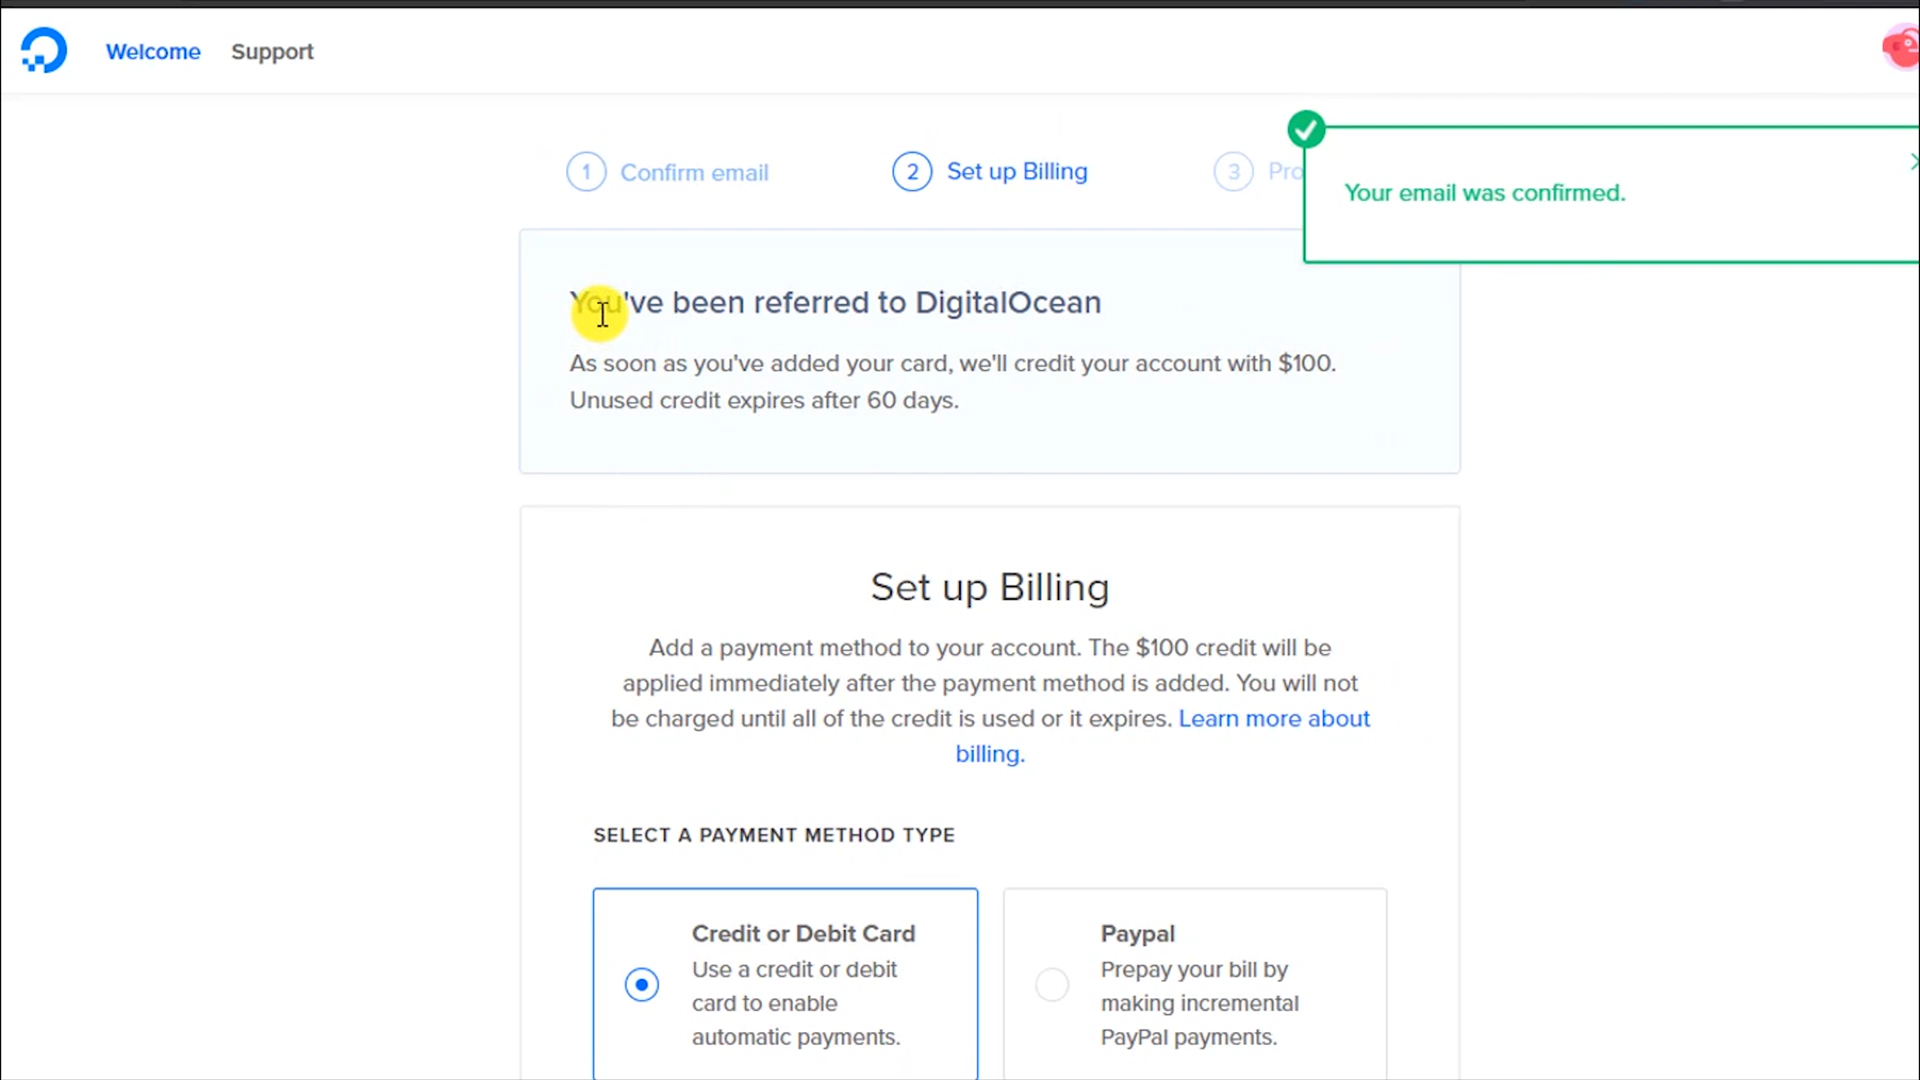 Welcome Support
1 Confirm email 2 Set up Billing 3 Pro
Your email was confirmed.
You've been referred to DigitalOcean
As soon as you've added your card, we'll credit your account with $100.
Unused credit expires after 60 days.
Set up Billing
Add a payment method to your account. The $100 credit will be
applied immediately after the payment method is added. You will not
be charged until all of the credit is used or it expires. Learn more about
billing.
SELECT A PAYMENT METHOD TYPE
Credit or Debit Card
Use a credit or debit
card to enable
automatic payments.
Paypal
Prepay your bill by
making incremental
PayPal payments.